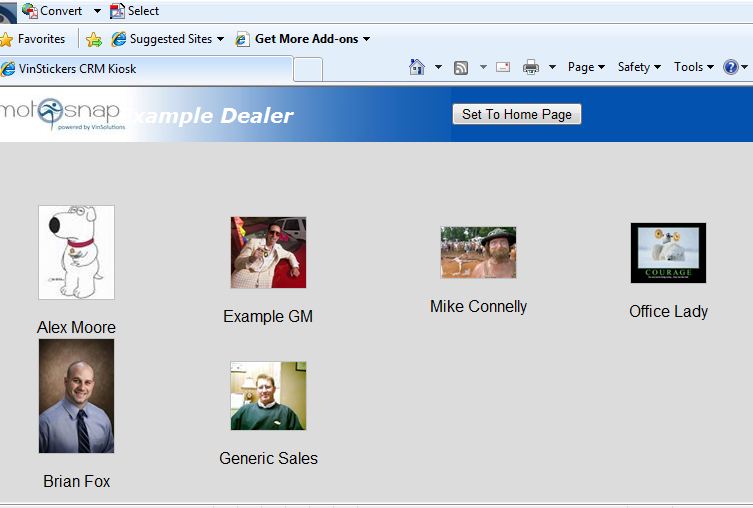 Convert Select
Favorites Suggested Sites Get More Add-ons
VinStickers CRM Kiosk Page Safety Tools
motosnap
powered by VinSolutions
Example Dealer
Set To Home Page
COURAGE
Alex Moore
Example GM
Mike Connelly
Office Lady
Brian Fox
Generic Sales